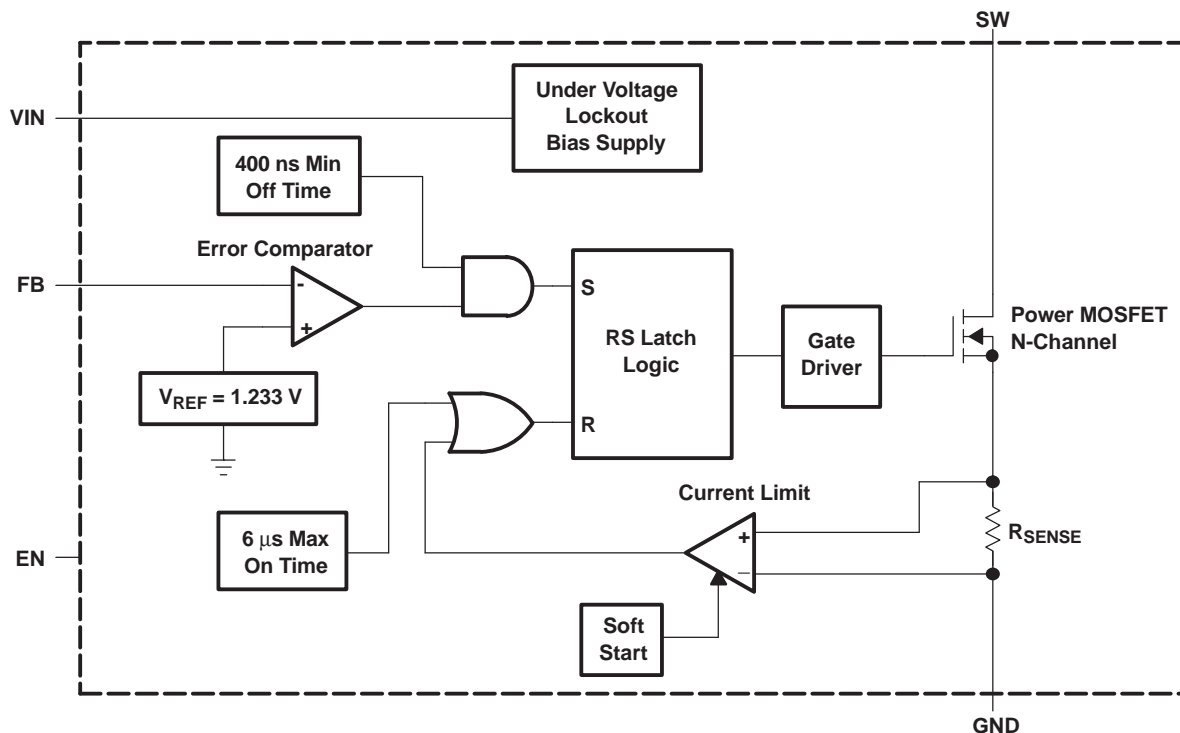 SW
VIN
Under Voltage
Lockout
Bias Supply
400 ns Min
Off Time
Error Comparator
FB
-
+
S
RS Latch
Logic
R
Gate
Driver
Power MOSFET
N-Channel
VREF = 1.233 V
Current Limit
+
–
RSENSE
6 μs Max
On Time
EN
Soft
Start
GND